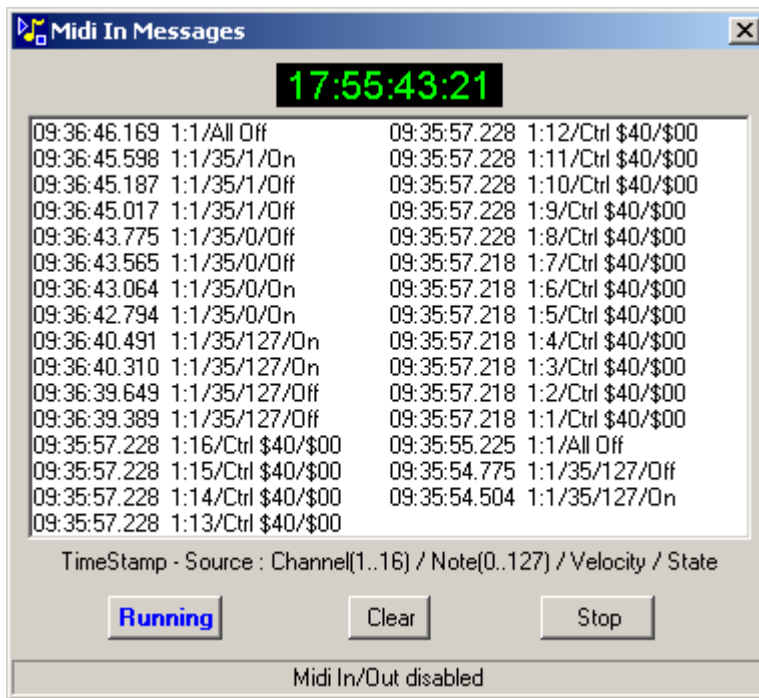 Midi In Messages
17:55:43:21
09:36:46.169 1:1/All Off
09:36:45.598 1:1/35/1/On
09:36:45.187 1:1/35/1/Off
09:36:45.017 1:1/35/1/Off
09:36:43.775 1:1/35/0/Off
09:36:43.565 1:1/35/0/Off
09:36:43.064 1:1/35/0/On
09:36:42.794 1:1/35/0/On
09:36:40.491 1:1/35/127/On
09:36:40.310 1:1/35/127/On
09:36:39.649 1:1/35/127/Off
09:36:39.389 1:1/35/127/Off
09:35:57.228 1:16/Ctrl $40/$00
09:35:57.228 1:15/Ctrl $40/$00
09:35:57.228 1:14/Ctrl $40/$00
09:35:57.228 1:13/Ctrl $40/$00
09:35:57.228 1:12/Ctrl $40/$00
09:35:57.228 1:11/Ctrl $40/$00
09:35:57.228 1:10/Ctrl $40/$00
09:35:57.228 1:9/Ctrl $40/$00
09:35:57.228 1:8/Ctrl $40/$00
09:35:57.218 1:7/Ctrl $40/$00
09:35:57.218 1:6/Ctrl $40/$00
09:35:57.218 1:5/Ctrl $40/$00
09:35:57.218 1:4/Ctrl $40/$00
09:35:57.218 1:3/Ctrl $40/$00
09:35:57.218 1:2/Ctrl $40/$00
09:35:57.218 1:1/Ctrl $40/$00
09:35:55.225 1:1/All Off
09:35:54.775 1:1/35/127/Off
09:35:54.504 1:1/35/127/On
TimeStamp - Source : Channel(1..16) / Note(0..127) / Velocity / State
Running Clear Stop
Midi In/Out disabled